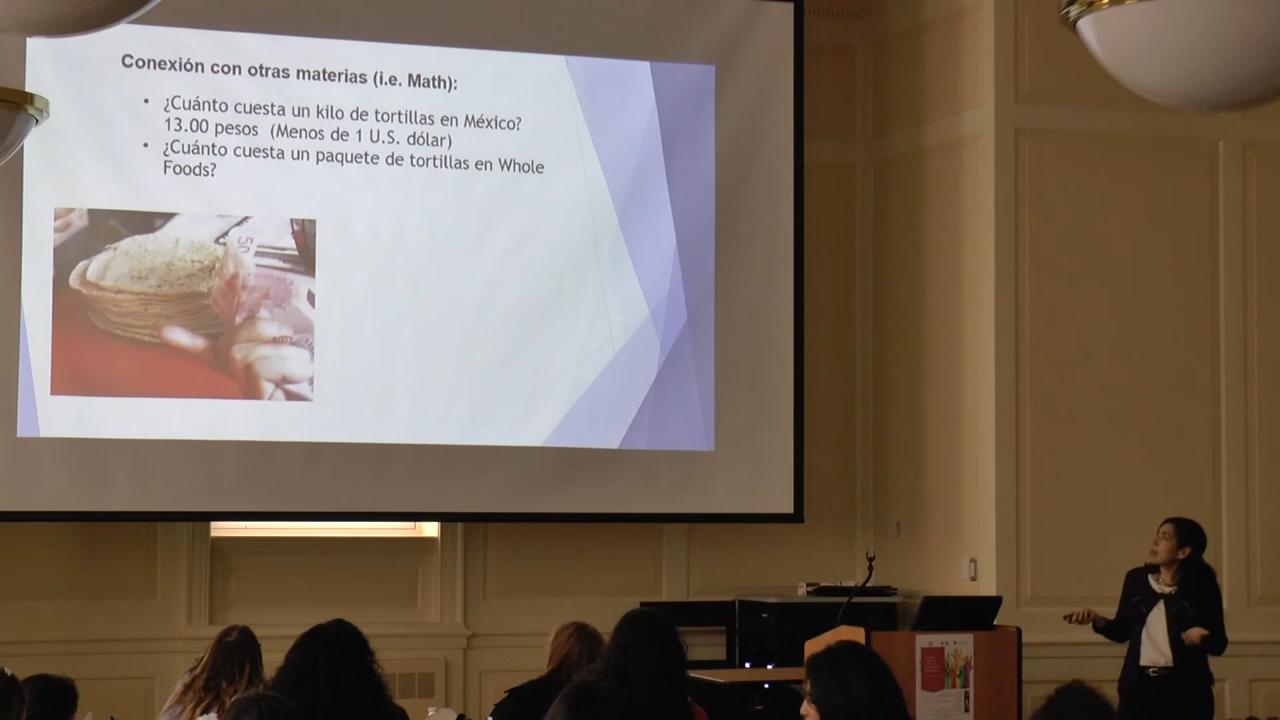 Conexión con otras materias (i.e. Math):
• ¿Cuánto cuesta un kilo de tortillas en México?
13.00 pesos (Menos de 1 U.S. dólar)
• ¿Cuánto cuesta un paquete de tortillas en Whole
Foods?
50